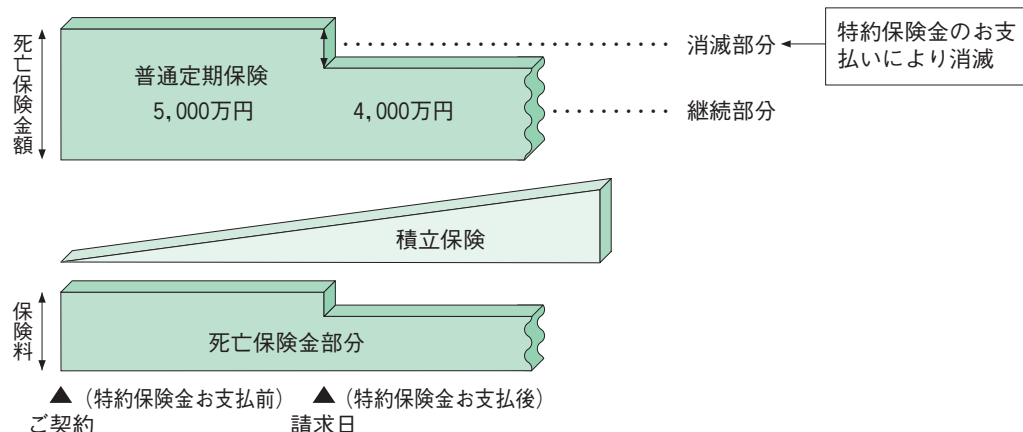 死亡保険金額
普通定期保険
5,000万円
4,000万円
消滅部分
特約保険金のお支
払いにより消滅
継続部分
積立保険
保険料
死亡保険金部分
▲（特約保険金お支払前）
ご契約
▲（特約保険金お支払後）
請求日